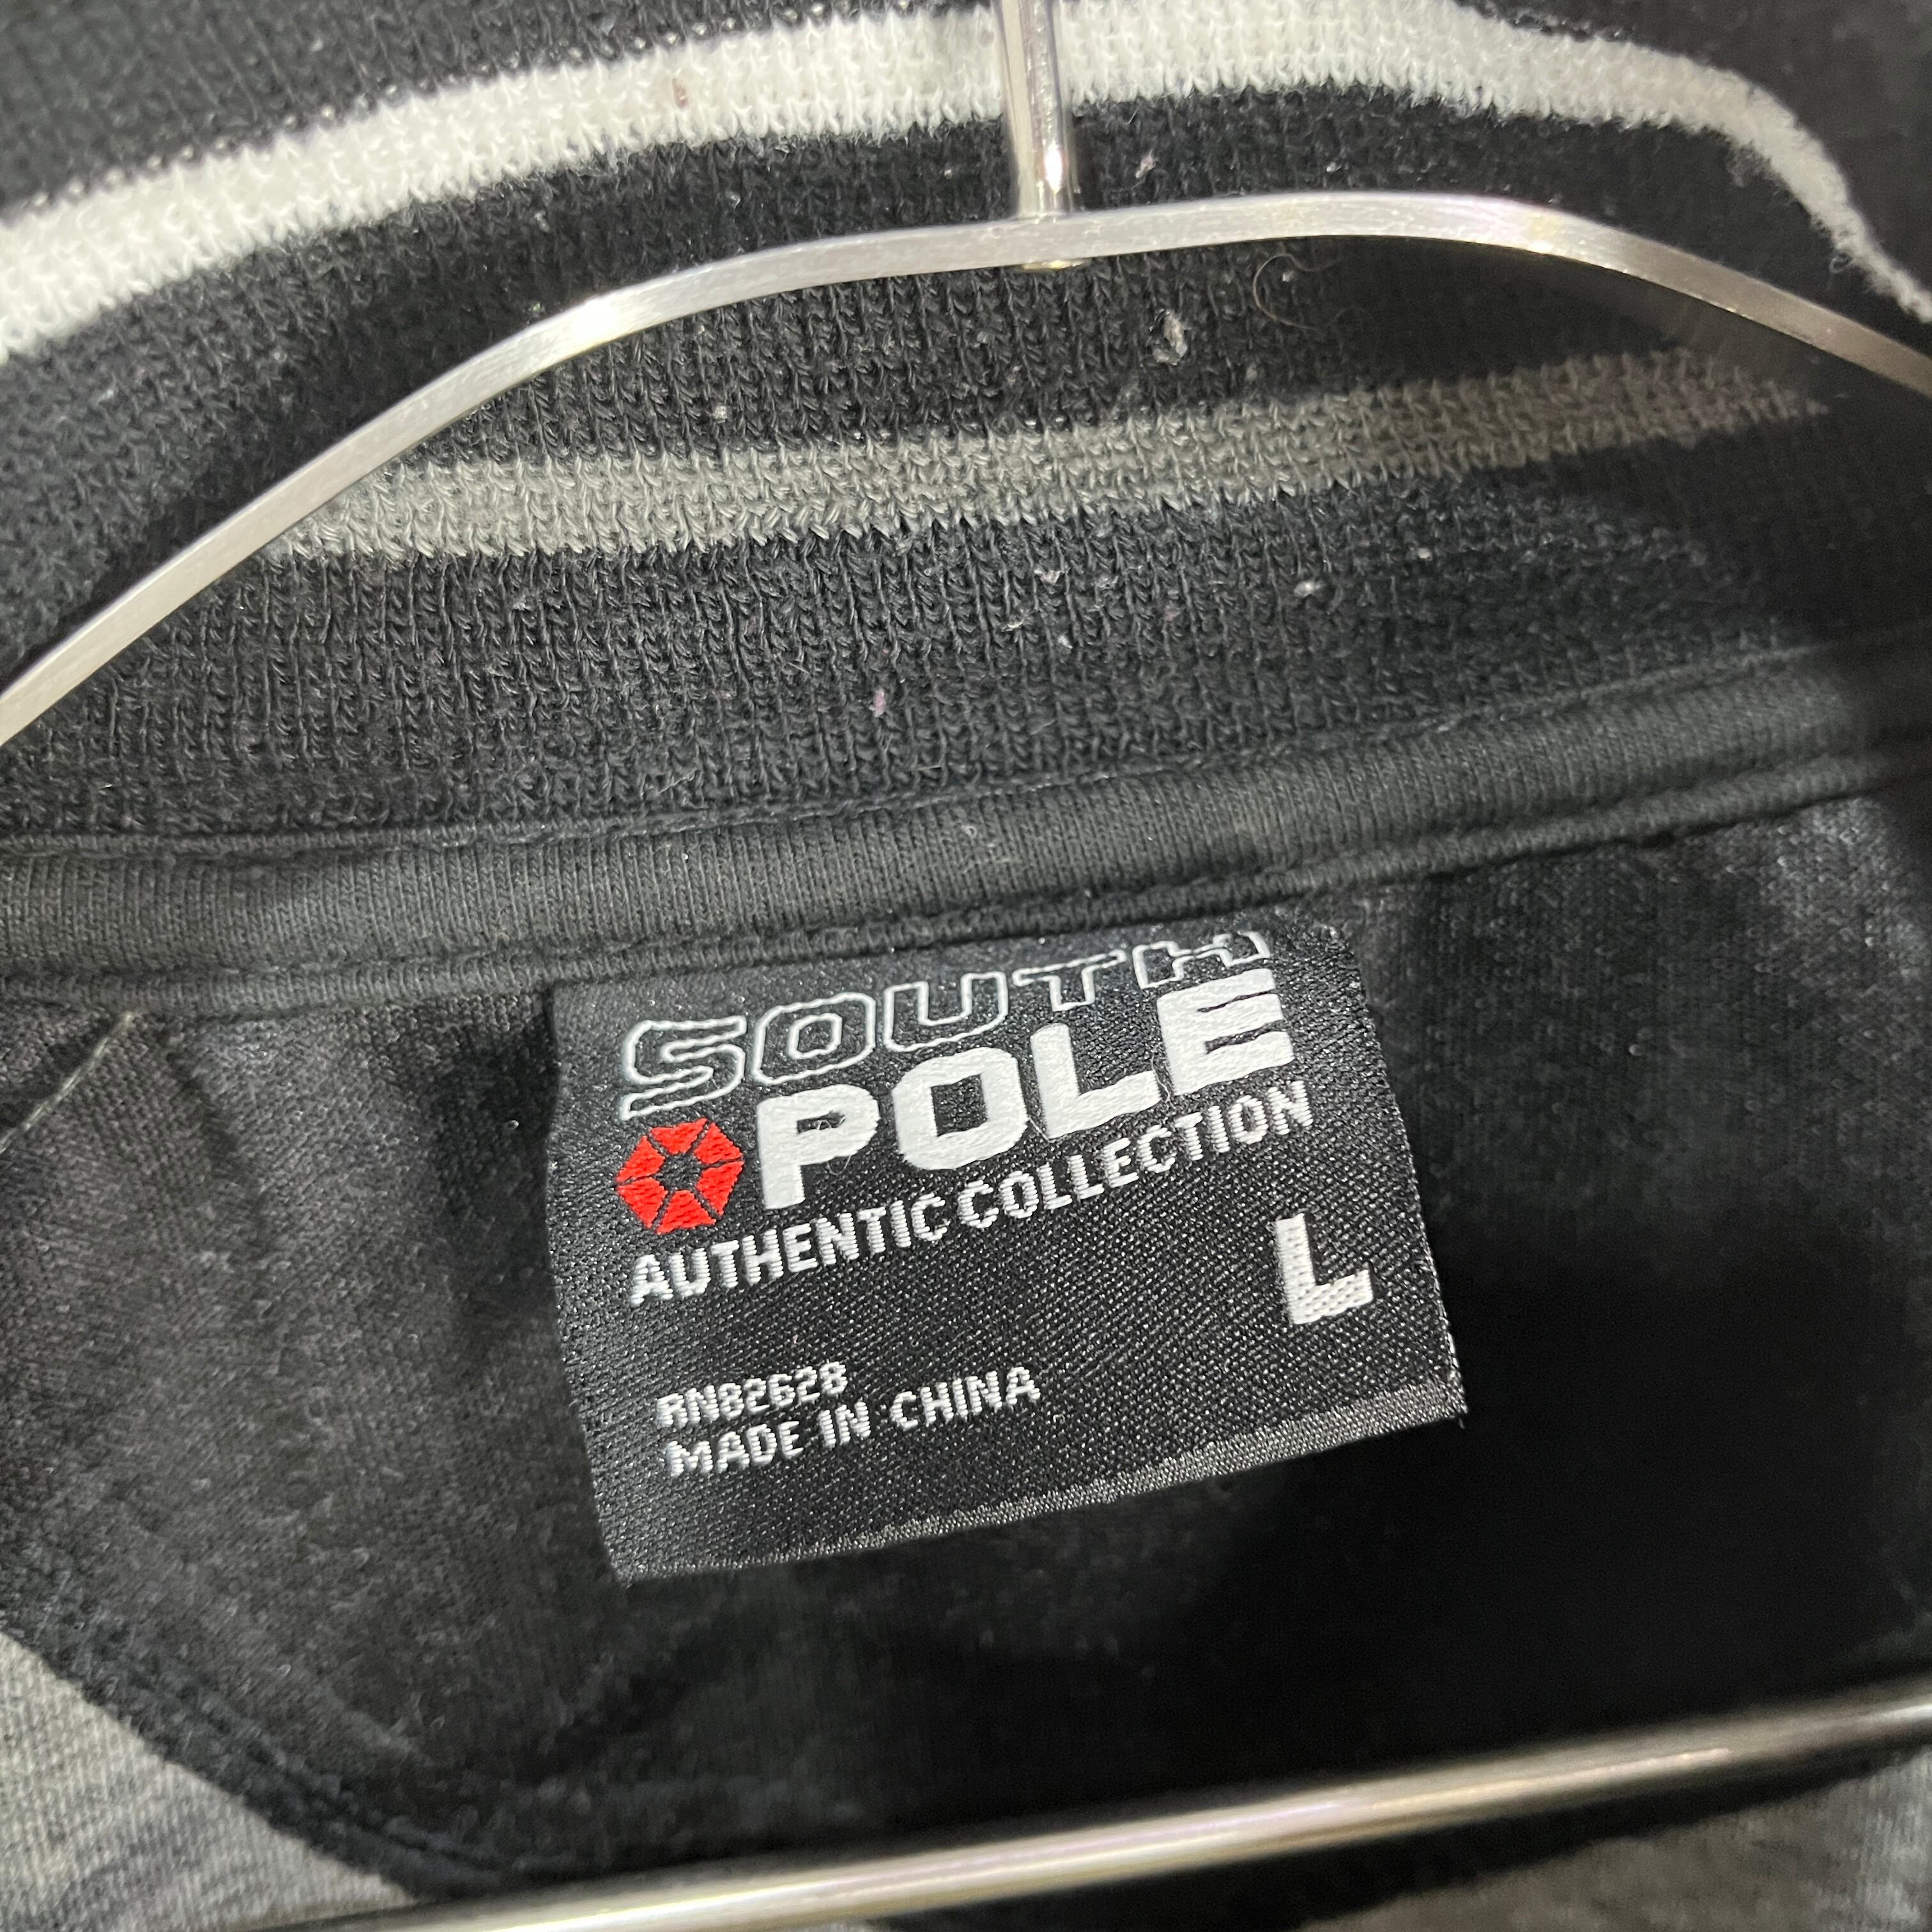 SOUTH
POLE
AUTHENTIC COLLECTION
L
RN82628
MADE IN CHINA